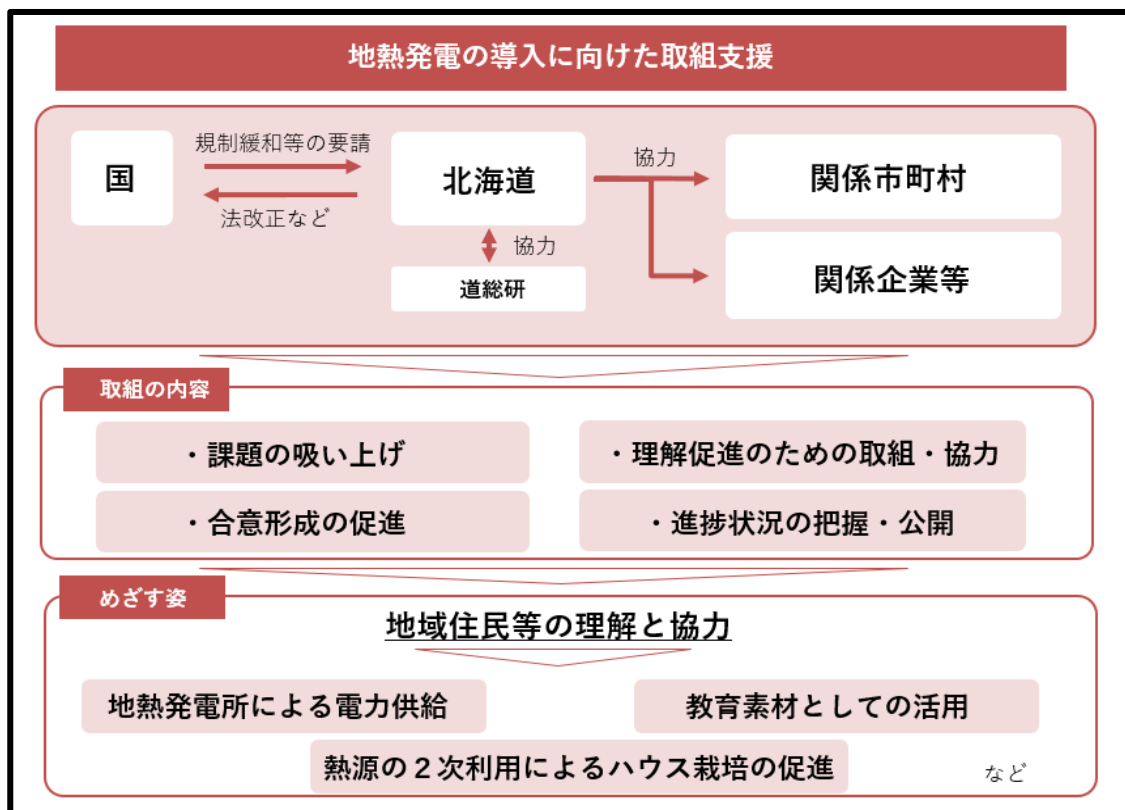 地熱発電の導入に向けた取組支援
国
規制緩和等の要請
法改正など
北海道
協力
道総研
協力
関係市町村
関係企業等
取組の内容
・課題の吸い上げ
・理解促進のための取組・協力
・合意形成の促進
・進捗状況の把握・公開
めざす姿
地域住民等の理解と協力
地熱発電所による電力供給
教育素材としての活用
熱源の２次利用によるハウス栽培の促進
など